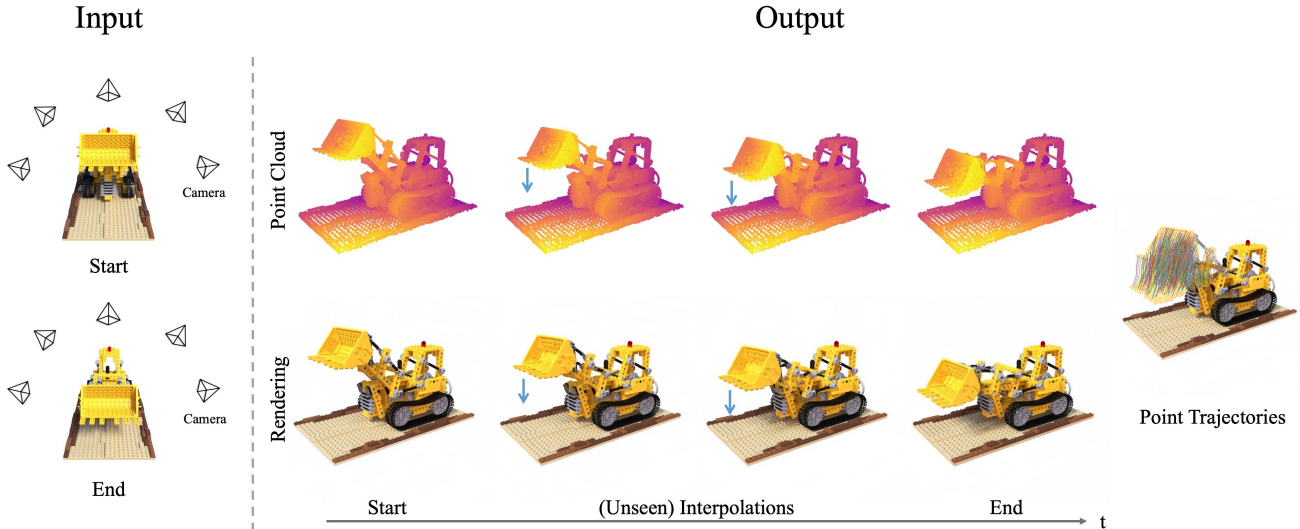 Input
Output
Camera
Start
Camera
End
Point Cloud
Rendering
Start
(Unseen) Interpolations
End
t
Point Trajectories